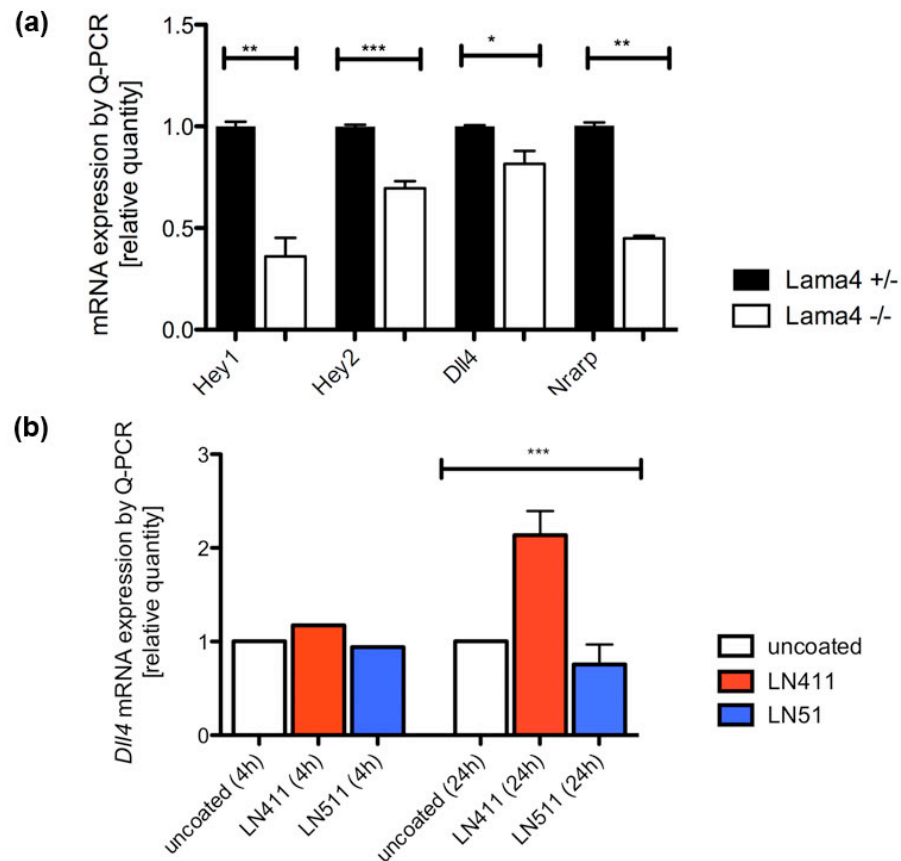 (a)
mRNA expression by Q-PCR
[relative quantity]
1.5
1.0
0.5
0.0
**
***
*
**
Hey1
Hey2
Dll4
Nrarp
Lama4 +/-
Lama4 -/-
(b)
Dll4 mRNA expression by Q-PCR
[relative quantity]
3
2
1
0
***
uncoated (4h)
LN411 (4h)
LN511 (4h)
uncoated (24h)
LN411 (24h)
LN511 (24h)
uncoated
LN411
LN51